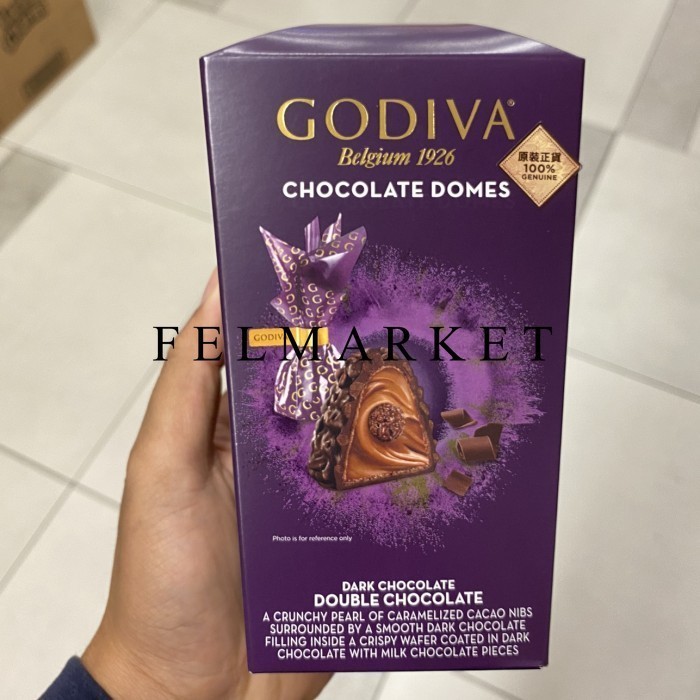 GODIVA®
Belgium 1926
CHOCOLATE DOMES
原裝正貨
100%
GENUINE
GODIVA
FELMARKET
Photo is for reference only
DARK CHOCOLATE
DOUBLE CHOCOLATE
A CRUNCHY PEARL OF CARAMELIZED CACAO NIBS
SURROUNDED BY A SMOOTH DARK CHOCOLATE
FILLING INSIDE A CRISPY WAFER COATED IN DARK
CHOCOLATE WITH MILK CHOCOLATE PIECES